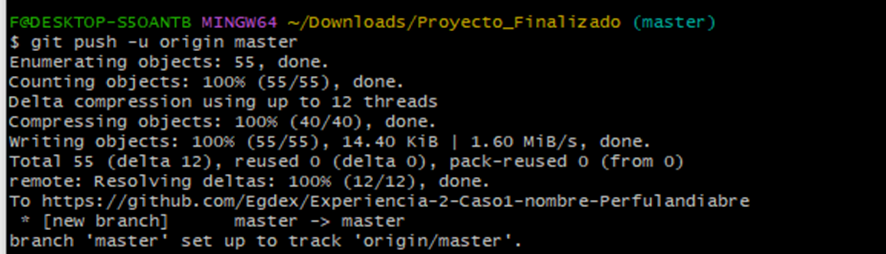 F@DESKTOP-S5OANTB MINGW64 ~/Downloads/Proyecto_Finalizado (master)
$ git push -u origin master
Enumerating objects: 55, done.
Counting objects: 100% (55/55), done.
Delta compression using up to 12 threads
Compressing objects: 100% (40/40), done.
Writing objects: 100% (55/55), 14.40 KiB | 1.60 MiB/s, done.
Total 55 (delta 12), reused 0 (delta 0), pack-reused 0 (from 0)
remote: Resolving deltas: 100% (12/12), done.
To https://github.com/Egdex/Experiencia-2-Caso1-nombre-Perfulandiabre
 * [new branch]      master -> master
branch 'master' set up to track 'origin/master'.